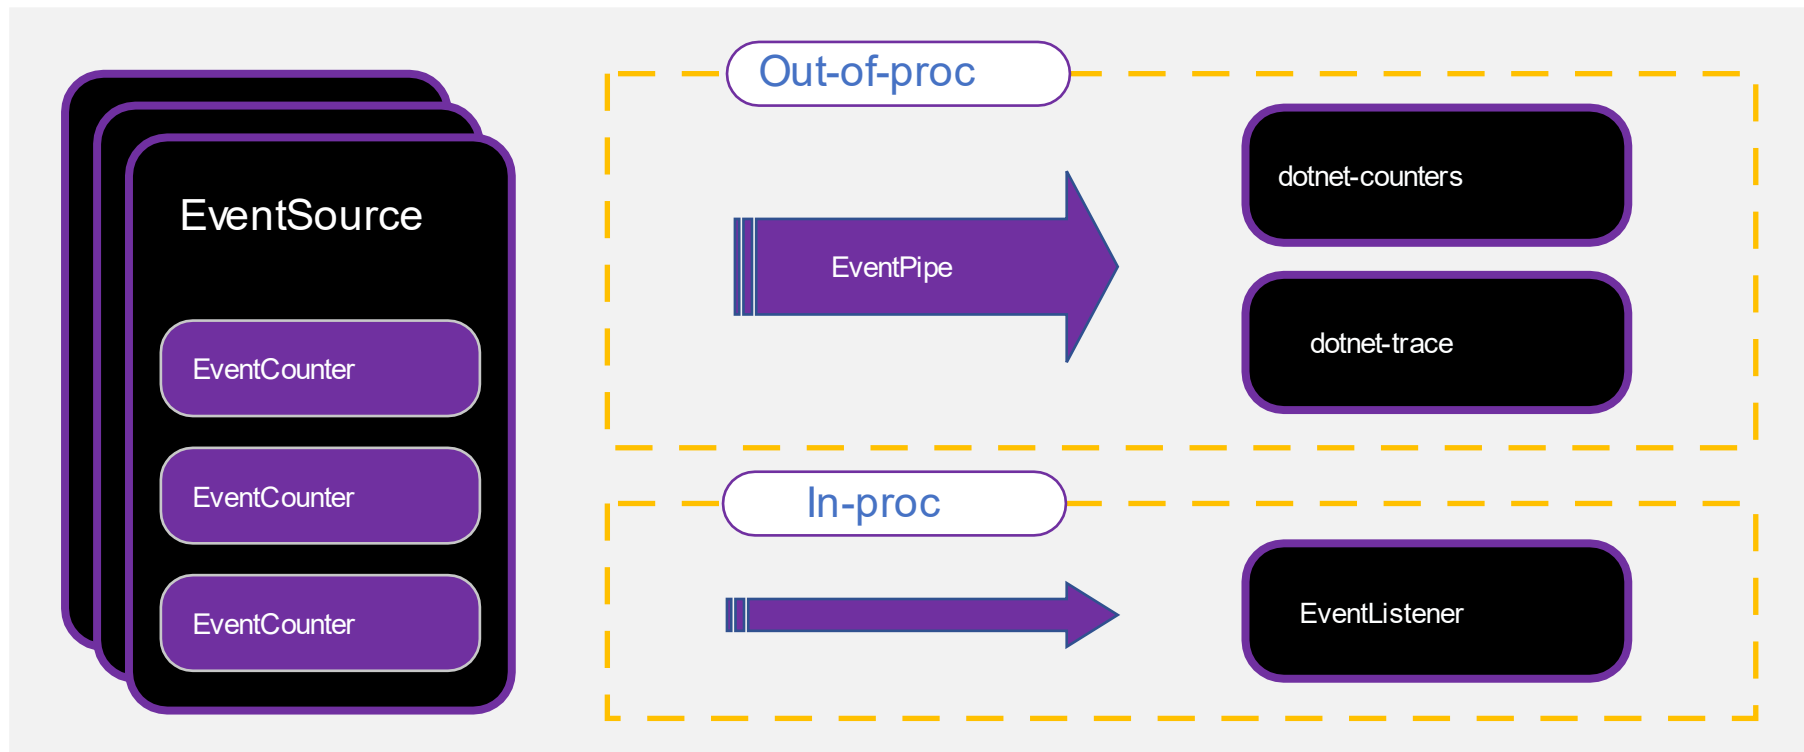 EventSource
EventCounter
EventCounter
EventCounter
Out-of-proc
EventPipe
dotnet-counters
dotnet-trace
In-proc
EventListener